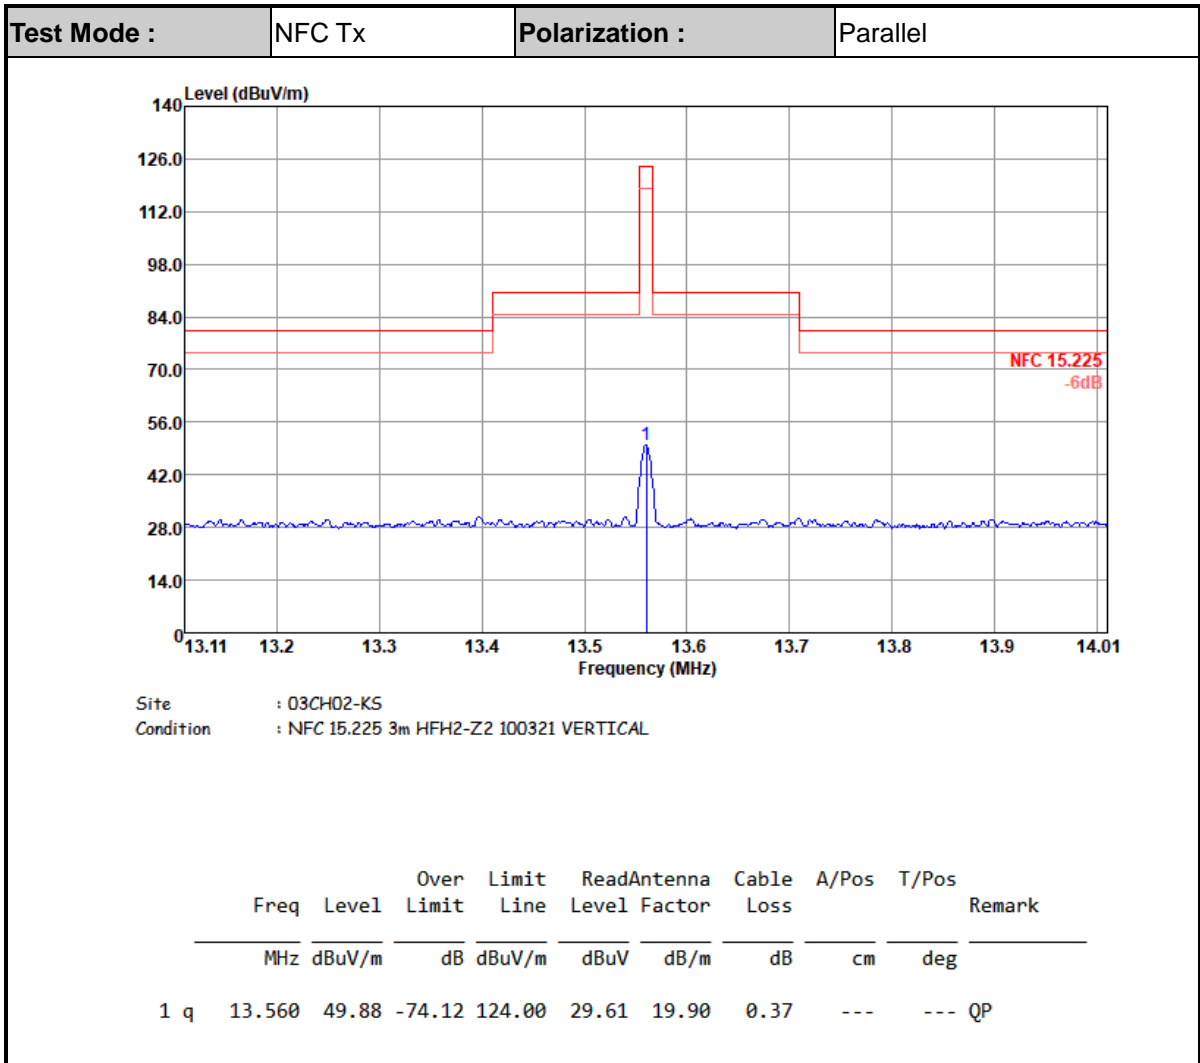 Test Mode : NFC Tx Polarization : Parallel
Level (dBuV/m)
140
126.0
112.0
98.0
84.0
70.0
56.0
42.0
28.0
14.0
0
NFC 15.225
-6dB
1
13.11 13.2 13.3 13.4 13.5 13.6 13.7 13.8 13.9 14.01
Frequency (MHz)
Site : 03CH02-KS
Condition : NFC 15.225 3m HFH2-Z2 100321 VERTICAL
Over Limit ReadAntenna Cable A/Pos T/Pos
Freq Level Limit Line Level Factor Loss Remark
MHz dBuV/m dB dBuV/m dBuV dB/m dB cm deg
1 q 13.560 49.88 -74.12 124.00 29.61 19.90 0.37 --- --- QP